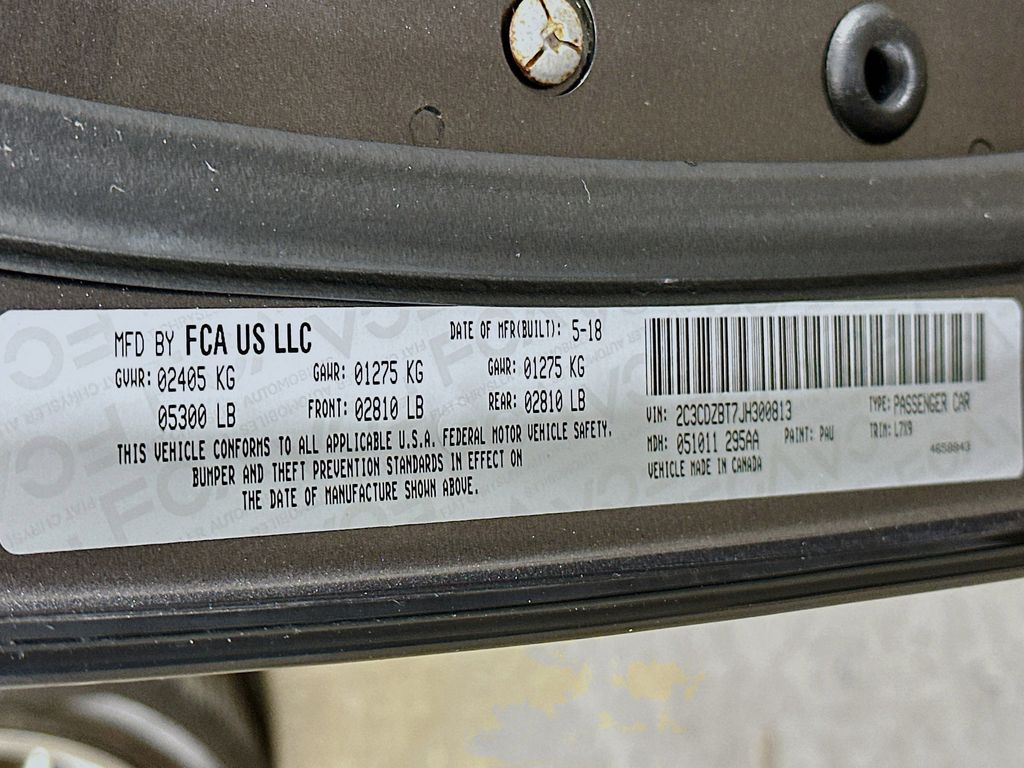 MFD BY FCA US LLC
DATE OF MFR(BUILT): 5-18
GVWR: 02405 KG
GAWR: 01275 KG
GAWR: 01275 KG
05300 LB
FRONT: 02810 LB
REAR: 02810 LB
THIS VEHICLE CONFORMS TO ALL APPLICABLE U.S.A. FEDERAL MOTOR VEHICLE SAFETY,
BUMPER AND THEFT PREVENTION STANDARDS IN EFFECT ON
THE DATE OF MANUFACTURE SHOWN ABOVE.
VIN: 2C3CDZBT7JH300813
TYPE: PASSENGER CAR
MDH: 051011 295AA
PAINT: PAU
TRIM: L7X9
VEHICLE MADE IN CANADA
4658843